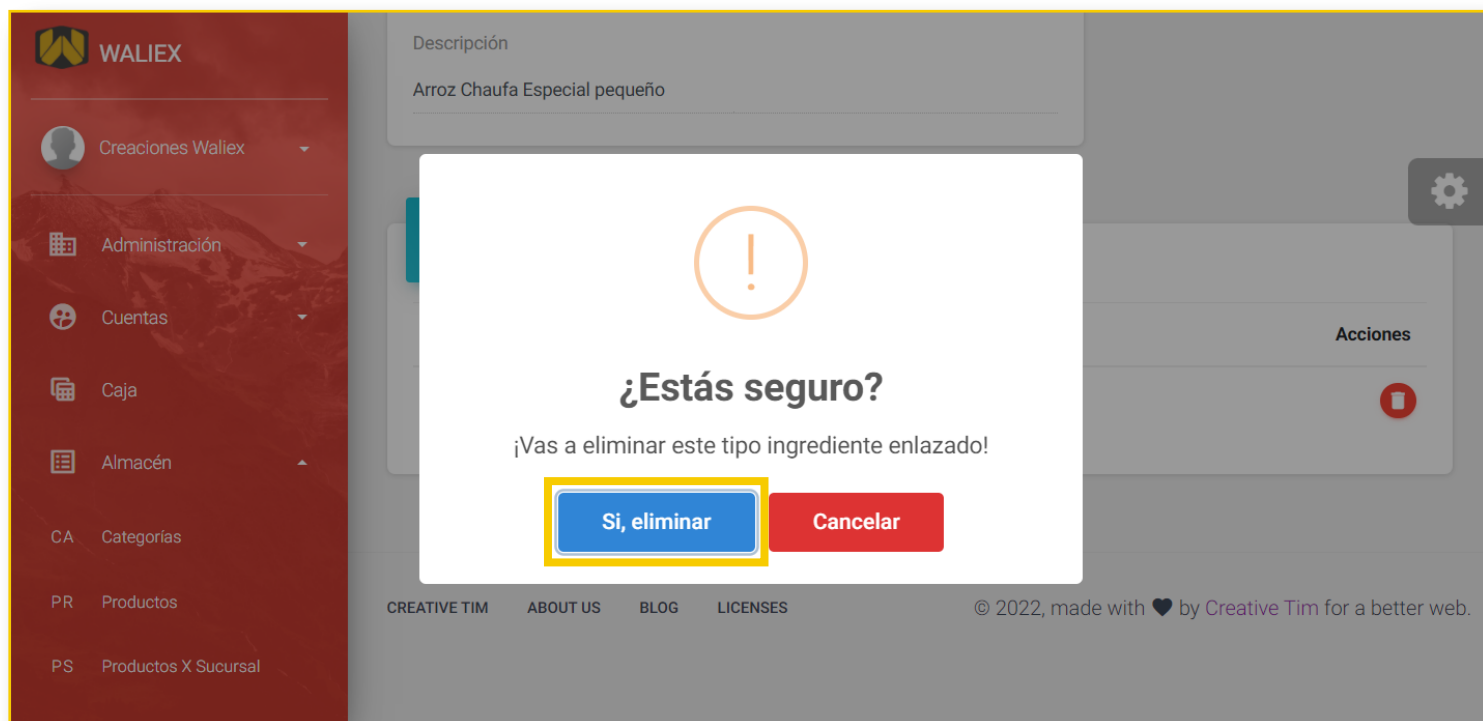 WALIEX
Creaciones Waliex
Administración
Cuentas
Caja
Almacén
CA Categorías
PR Productos
PS Productos X Sucursal
Descripción
Arroz Chaufa Especial pequeño
Acciones
!
¿Estás seguro?
¡Vas a eliminar este tipo ingrediente enlazado!
Si, eliminar Cancelar
CREATIVE TIM ABOUT US BLOG LICENSES © 2022, made with ♥ by Creative Tim for a better web.